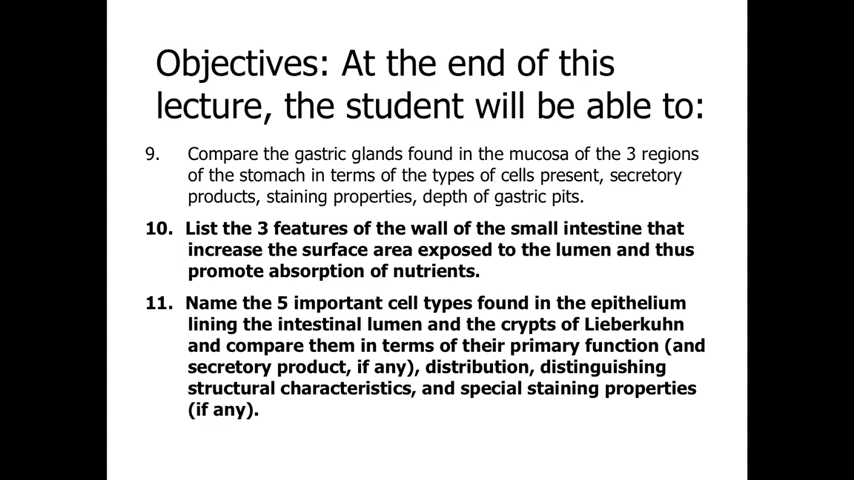 Objectives: At the end of this
lecture, the student will be able to:
9. Compare the gastric glands found in the mucosa of the 3 regions
of the stomach in terms of the types of cells present, secretory
products, staining properties, depth of gastric pits.
10. List the 3 features of the wall of the small intestine that
increase the surface area exposed to the lumen and thus
promote absorption of nutrients.
11. Name the 5 important cell types found in the epithelium
lining the intestinal lumen and the crypts of Lieberkuhn
and compare them in terms of their primary function (and
secretory product, if any), distribution, distinguishing
structural characteristics, and special staining properties
(if any).